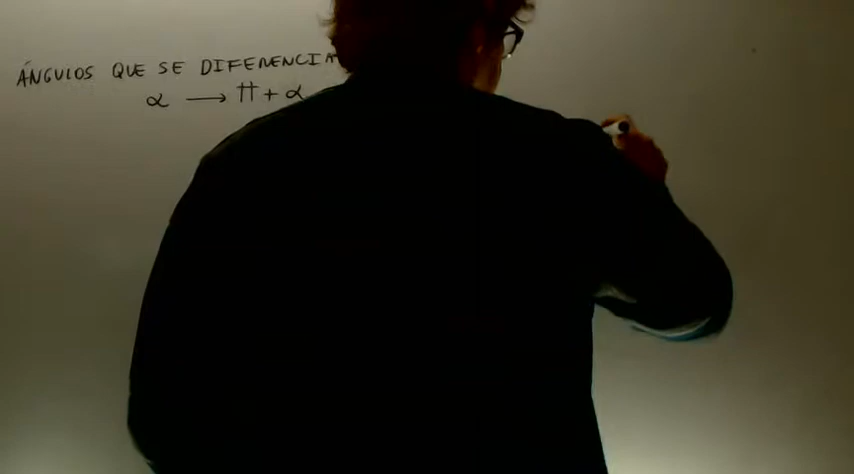 ÁNGULOS QUE SE DIFERENCIA
α → π + α